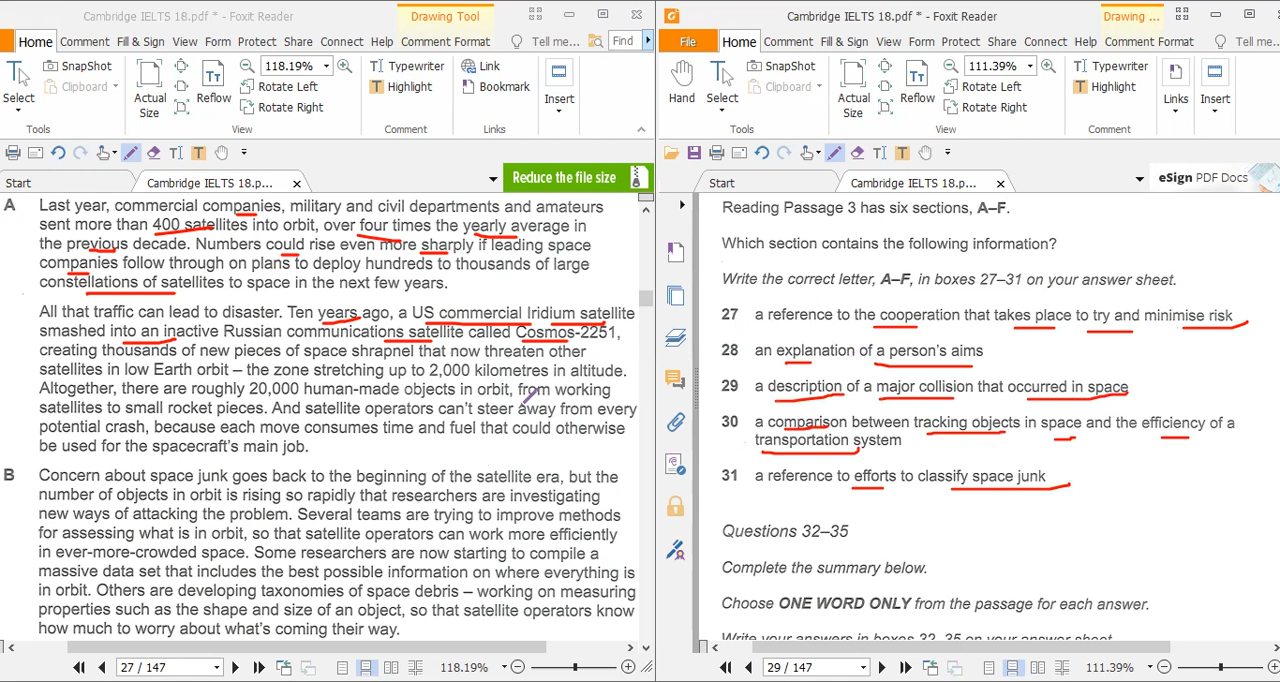 Cambridge IELTS 18.pdf * - Foxit Reader
Drawing Tool
Home Comment Fill & Sign View Form Protect Share Connect Help Comment Format Tell me... Find
Select
SnapShot
Clipboard
Actual Size
Reflow
118.19%
Rotate Left
Rotate Right
Typewriter
Highlight
Link
Bookmark
Insert
Tools View Comment Links
Start
Cambridge IELTS 18.p...
Reduce the file size
A Last year, commercial companies, military and civil departments and amateurs
sent more than 400 satellites into orbit, over four times the yearly average in
the previous decade. Numbers could rise even more sharply if leading space
companies follow through on plans to deploy hundreds to thousands of large
constellations of satellites to space in the next few years.
All that traffic can lead to disaster. Ten years ago, a US commercial Iridium satellite
smashed into an inactive Russian communications satellite called Cosmos-2251,
creating thousands of new pieces of space shrapnel that now threaten other
satellites in low Earth orbit – the zone stretching up to 2,000 kilometres in altitude.
Altogether, there are roughly 20,000 human-made objects in orbit, from working
satellites to small rocket pieces. And satellite operators can't steer away from every
potential crash, because each move consumes time and fuel that could otherwise
be used for the spacecraft's main job.
B Concern about space junk goes back to the beginning of the satellite era, but the
number of objects in orbit is rising so rapidly that researchers are investigating
new ways of attacking the problem. Several teams are trying to improve methods
for assessing what is in orbit, so that satellite operators can work more efficiently
in ever-more-crowded space. Some researchers are now starting to compile a
massive data set that includes the best possible information on where everything is
in orbit. Others are developing taxonomies of space debris – working on measuring
properties such as the shape and size of an object, so that satellite operators know
how much to worry about what's coming their way.
27 / 147
118.19%
Cambridge IELTS 18.pdf * - Foxit Reader
Drawing ...
File Home Comment Fill & Sign View Form Protect Share Connect Help Comment Format Tell me...
Hand
Select
SnapShot
Clipboard
Actual Size
Reflow
111.39%
Rotate Left
Rotate Right
Typewriter
Highlight
Links
Insert
Tools View Comment
Start
Cambridge IELTS 18.p...
eSign PDF Docs
Reading Passage 3 has six sections, A–F.
Which section contains the following information?
Write the correct letter, A–F, in boxes 27–31 on your answer sheet.
27 a reference to the cooperation that takes place to try and minimise risk
28 an explanation of a person's aims
29 a description of a major collision that occurred in space
30 a comparison between tracking objects in space and the efficiency of a
transportation system
31 a reference to efforts to classify space junk
Questions 32–35
Complete the summary below.
Choose ONE WORD ONLY from the passage for each answer.
Write your answers in boxes 32–35 on your answer sheet.
29 / 147
111.39%